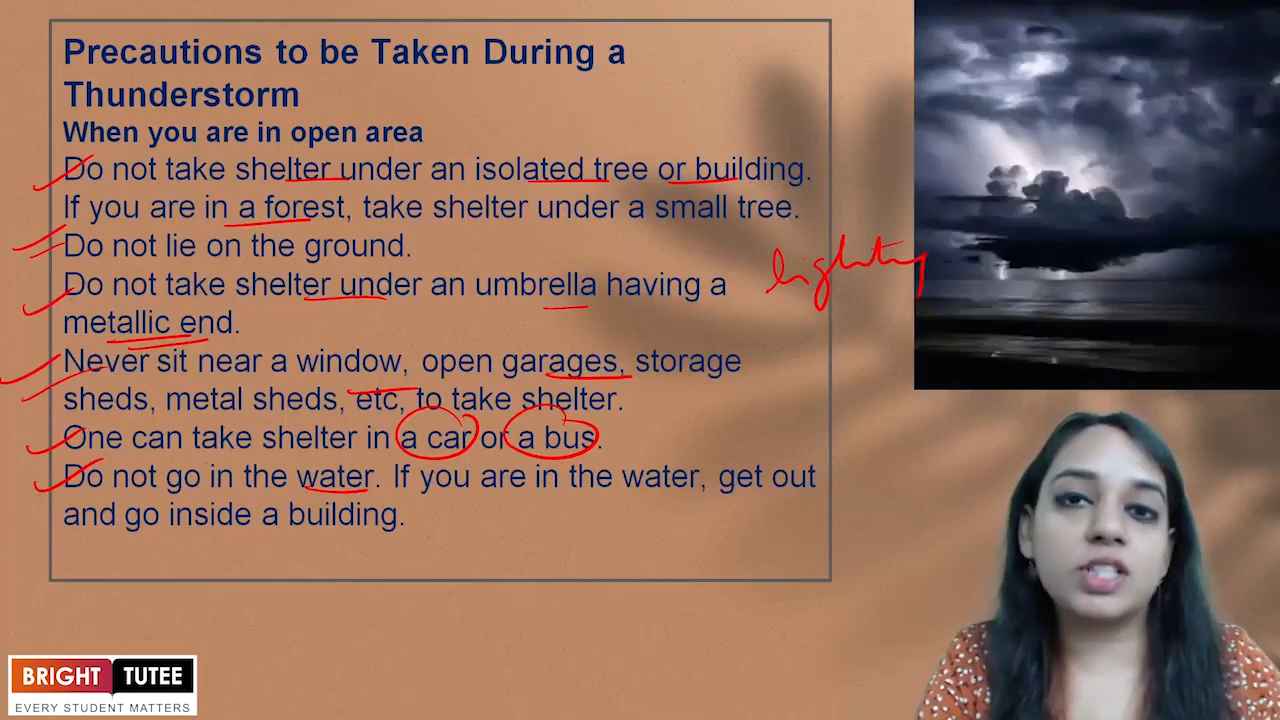 Precautions to be Taken During a
Thunderstorm
When you are in open area
Do not take shelter under an isolated tree or building.
If you are in a forest, take shelter under a small tree.
Do not lie on the ground.
Do not take shelter under an umbrella having a
metallic end.
Never sit near a window, open garages, storage
sheds, metal sheds, etc, to take shelter.
One can take shelter in a car or a bus.
Do not go in the water. If you are in the water, get out
and go inside a building.
BRIGHT TUTEE
EVERY STUDENT MATTERS